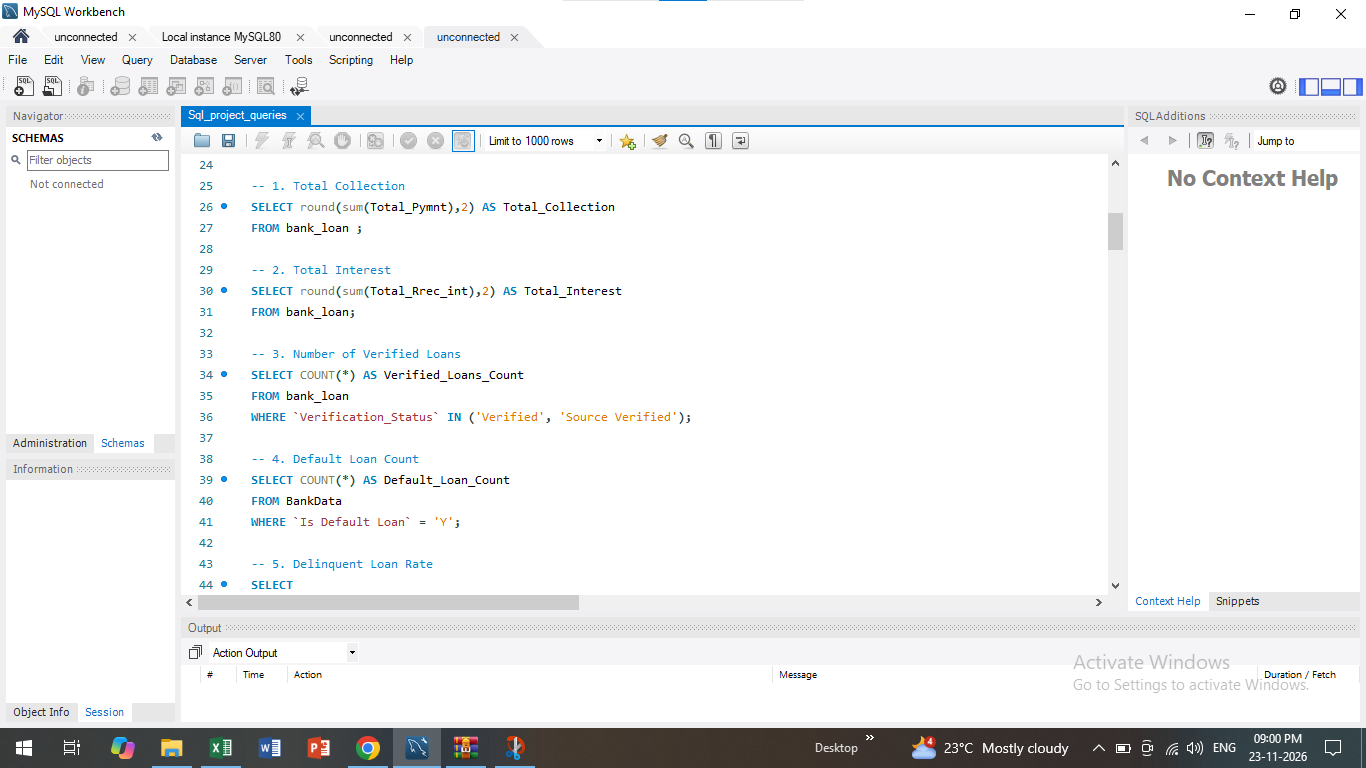 MySQL Workbench
unconnected Local instance MySQL80 unconnected unconnected
File Edit View Query Database Server Tools Scripting Help
Navigator
SCHEMAS
Filter objects
Not connected
Administration Schemas
Information
Object Info Session
Sql_project_queries
Limit to 1000 rows
24
25 -- 1. Total Collection
26 SELECT round(sum(Total_Pymnt),2) AS Total_Collection
27 FROM bank_loan ;
28
29 -- 2. Total Interest
30 SELECT round(sum(Total_Rrec_int),2) AS Total_Interest
31 FROM bank_loan;
32
33 -- 3. Number of Verified Loans
34 SELECT COUNT(*) AS Verified_Loans_Count
35 FROM bank_loan
36 WHERE `Verification_Status` IN ('Verified', 'Source Verified');
37
38 -- 4. Default Loan Count
39 SELECT COUNT(*) AS Default_Loan_Count
40 FROM BankData
41 WHERE `Is Default Loan` = 'Y';
42
43 -- 5. Delinquent Loan Rate
44 SELECT
SQLAdditions
Jump to
No Context Help
Context Help Snippets
Output
Action Output
# Time Action Message Duration / Fetch
Activate Windows
Go to Settings to activate Windows.
Desktop 4 23°C Mostly cloudy ENG 09:00 PM
23-11-2026